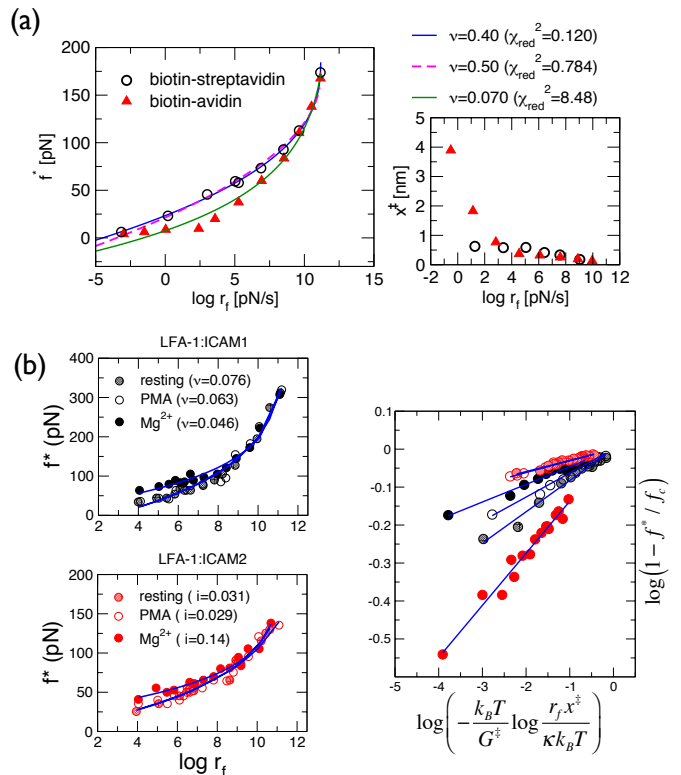 (a)
200
150
100
50
0
f* [pN]
biotin-streptavidin
biotin-avidin
-5 0 5 10 15
log r_f [pN/s]
ν=0.40 (χ_red²=0.120)
ν=0.50 (χ_red²=0.784)
ν=0.070 (χ_red²=8.48)
5
4
3
2
1
0
x‡ [nm]
-2 0 2 4 6 8 10 12
log r_f [pN/s]
(b)
LFA-1:ICAM1
400
300
200
100
0
f* (pN)
resting (ν=0.076)
PMA (ν=0.063)
Mg²⁺ (ν=0.046)
2 4 6 8 10 12
LFA-1:ICAM2
200
150
100
50
0
f* (pN)
resting ( i=0.031)
PMA ( i=0.029)
Mg²⁺ ( i=0.14)
2 4 6 8 10 12
log r_f
0.1
0
-0.1
-0.2
-0.3
-0.4
-0.5
log(1− f* / f_c)
-5 -4 -3 -2 -1 0
log(− k_BT/G‡ log r_f x‡/κk_BT)